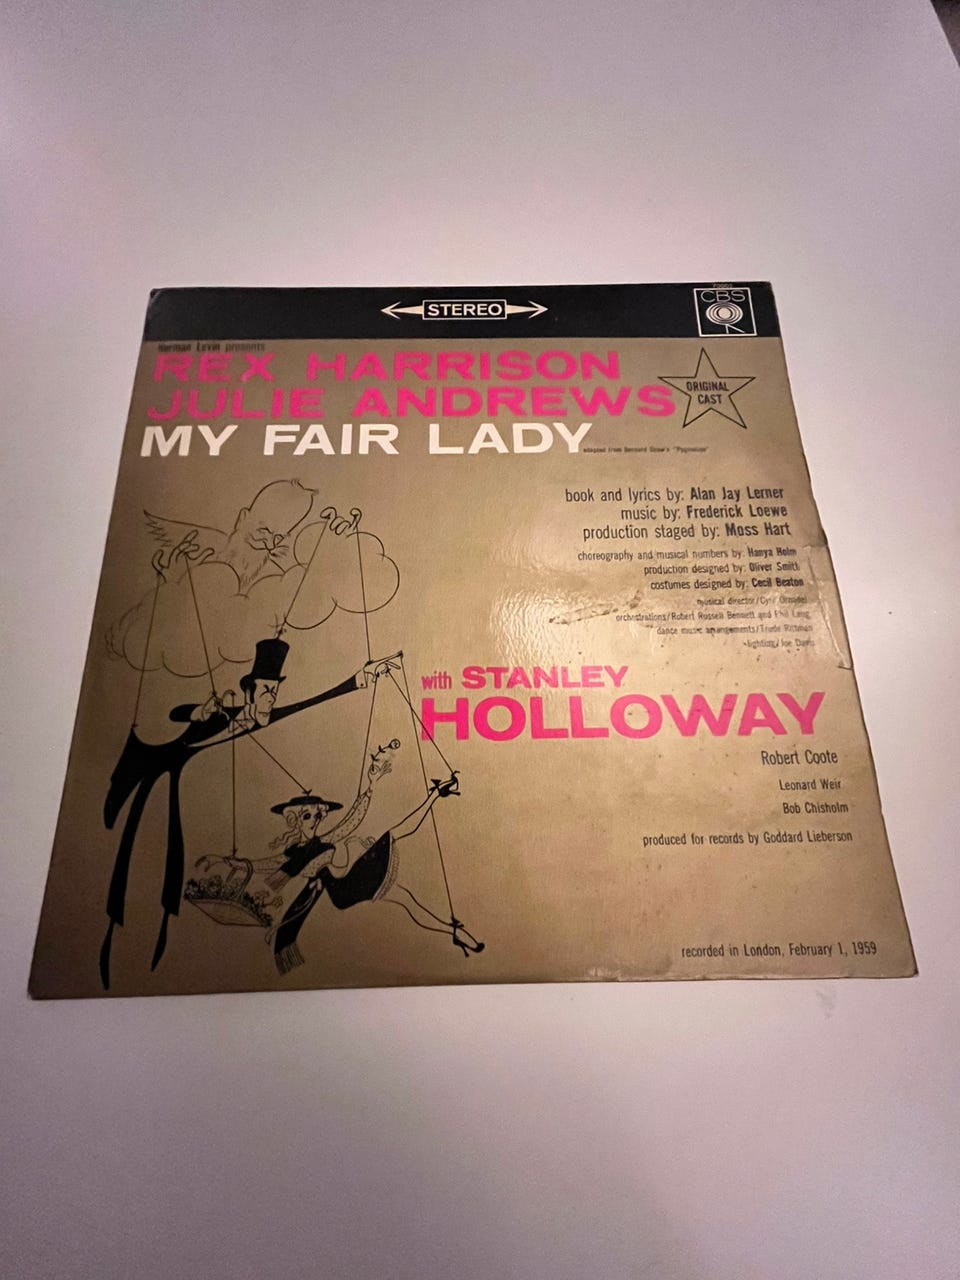 STEREO
CBS
Herman Levin presents
REX HARRISON
JULIE ANDREWS
ORIGINAL
CAST
MY FAIR LADY
adapted from Bernard Shaw's "Pygmalion"
book and lyrics by: Alan Jay Lerner
music by: Frederick Loewe
production staged by: Moss Hart
choreography and musical numbers by: Hanya Holm
production designed by: Oliver Smith
costumes designed by: Cecil Beaton
musical director/Cyril Ornadel
orchestrations/Robert Russell Bennett and Phil Lang
dance music arrangements/Trude Rittman
lighting/Joe Davis
with STANLEY
HOLLOWAY
Robert Coote
Leonard Weir
Bob Chisholm
produced for records by Goddard Lieberson
recorded in London, February 1, 1959